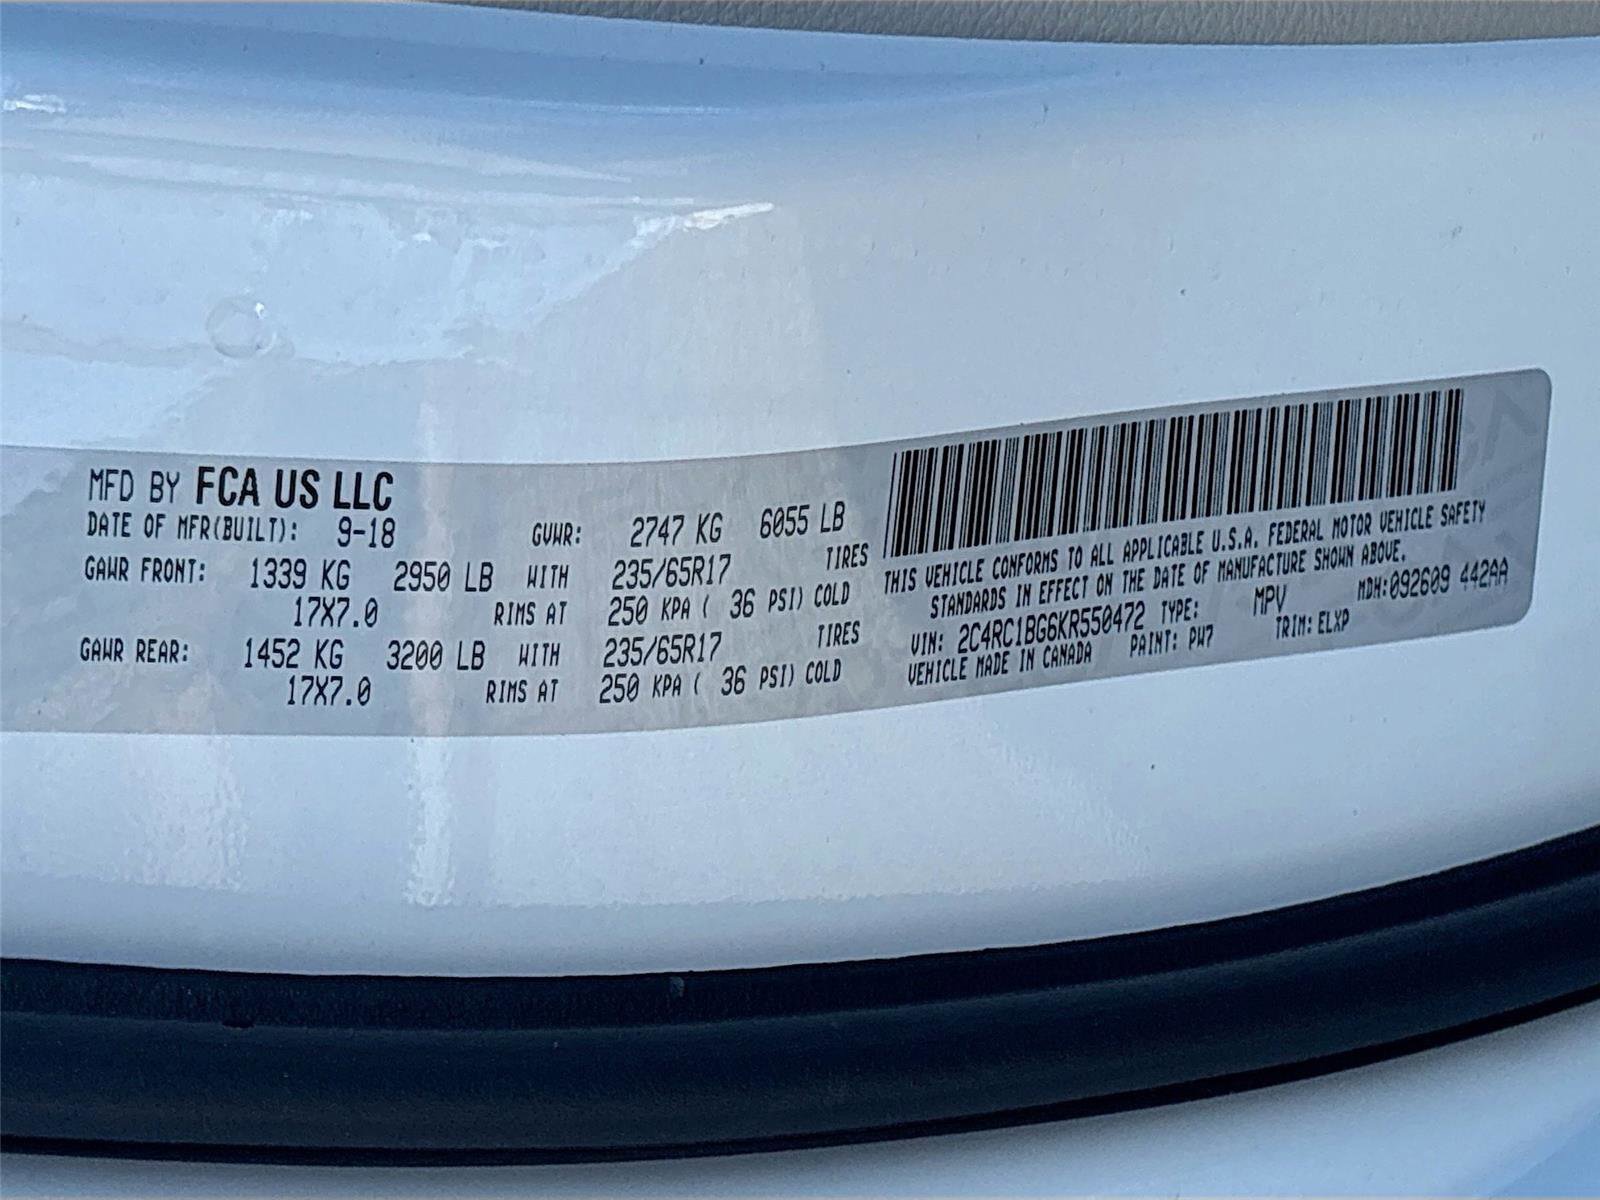 MFD BY FCA US LLC
DATE OF MFR(BUILT): 9-18 GVWR: 2747 KG 6055 LB
GAWR FRONT: 1339 KG 2950 LB WITH 235/65R17 TIRES
17X7.0 RIMS AT 250 KPA ( 36 PSI) COLD
GAWR REAR: 1452 KG 3200 LB WITH 235/65R17 TIRES
17X7.0 RIMS AT 250 KPA ( 36 PSI) COLD
THIS VEHICLE CONFORMS TO ALL APPLICABLE U.S.A. FEDERAL MOTOR VEHICLE SAFETY
STANDARDS IN EFFECT ON THE DATE OF MANUFACTURE SHOWN ABOVE.
VIN: 2C4RC1BG6KR550472 TYPE: MPV MDH:092609 442AA
VEHICLE MADE IN CANADA PAINT: PW7 TRIM: ELXP